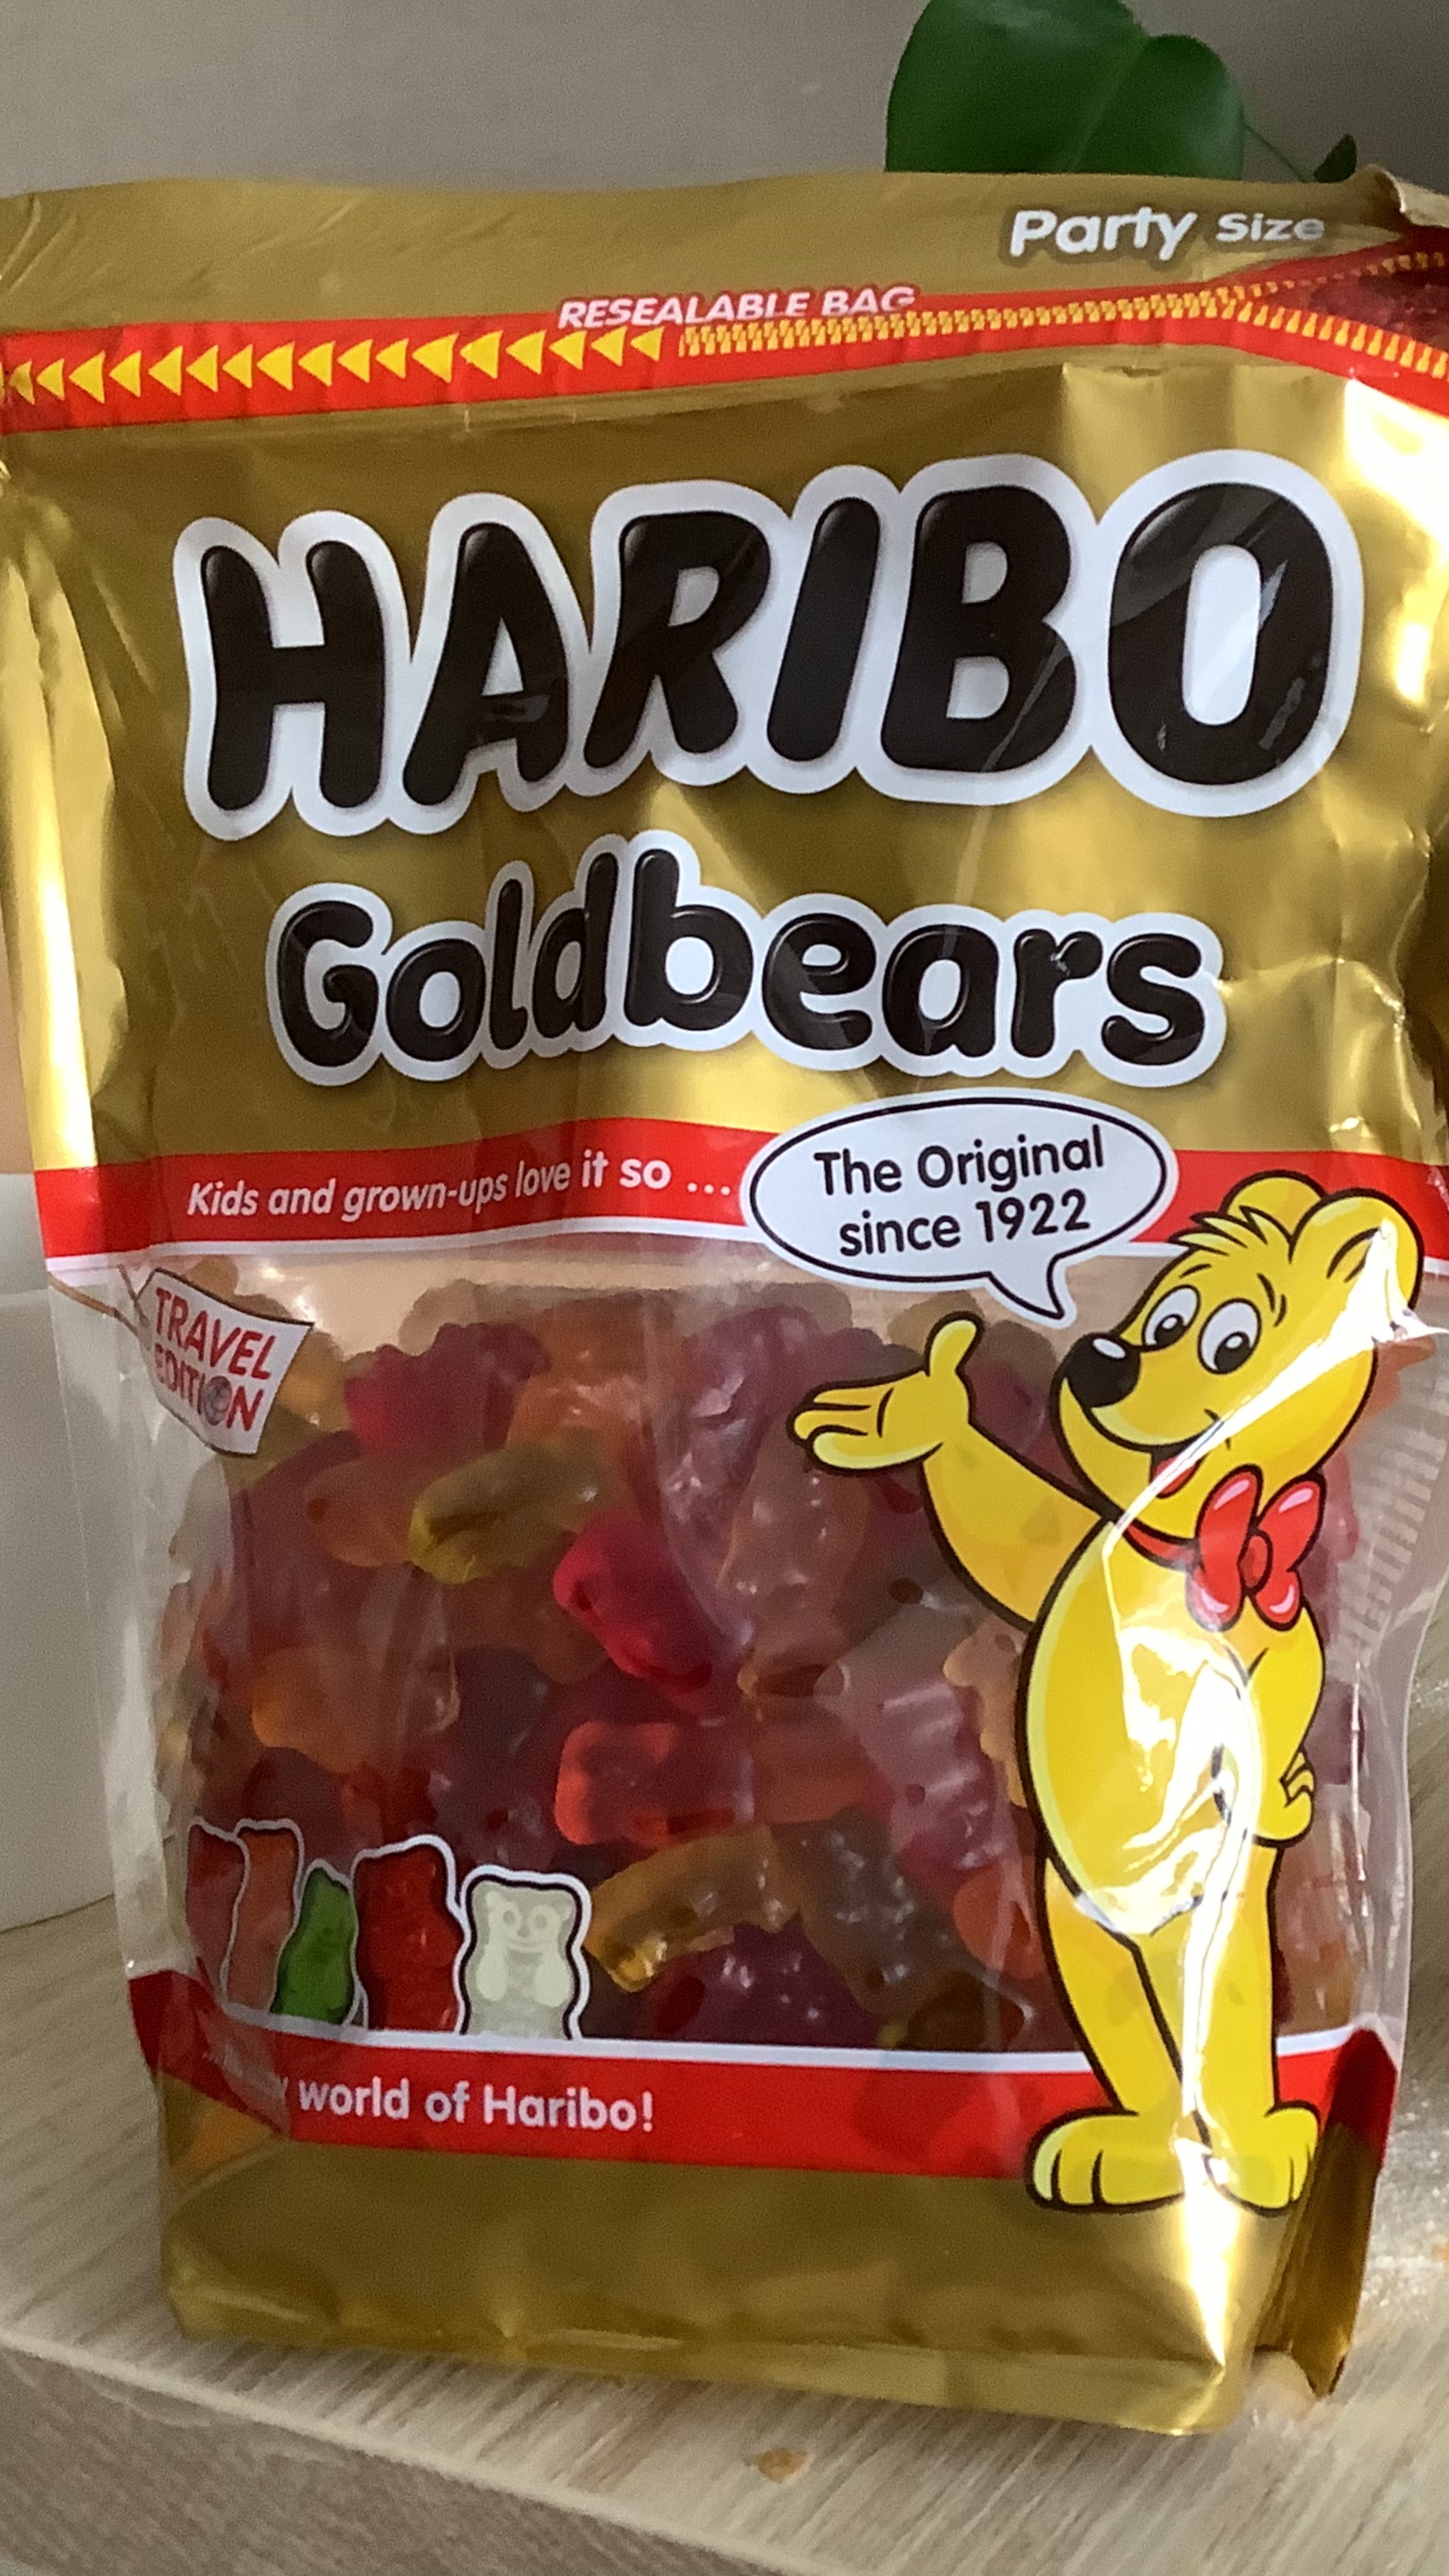 Party Size
RESEALABLE BAG
HARIBO
Goldbears
Kids and grown-ups love it so ...
The Original
since 1922
TRAVEL
EDITION
world of Haribo!